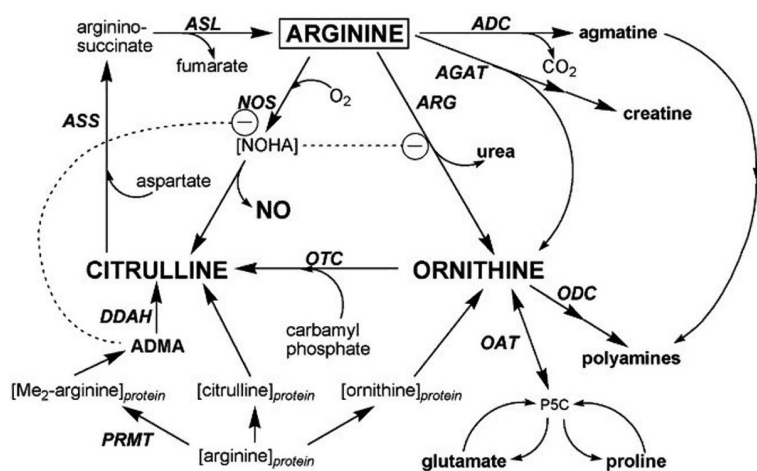 arginino-
succinate
ASL
fumarate
ARGININE
ADC
agmatine
CO2
AGAT
creatine
NOS
O2
ARG
[NOHA]
urea
ASS
aspartate
NO
CITRULLINE
OTC
ORNITHINE
carbamyl
phosphate
DDAH
ADMA
ODC
OAT
polyamines
[Me2-arginine]protein
[citrulline]protein
[ornithine]protein
P5C
PRMT
[arginine]protein
glutamate
proline